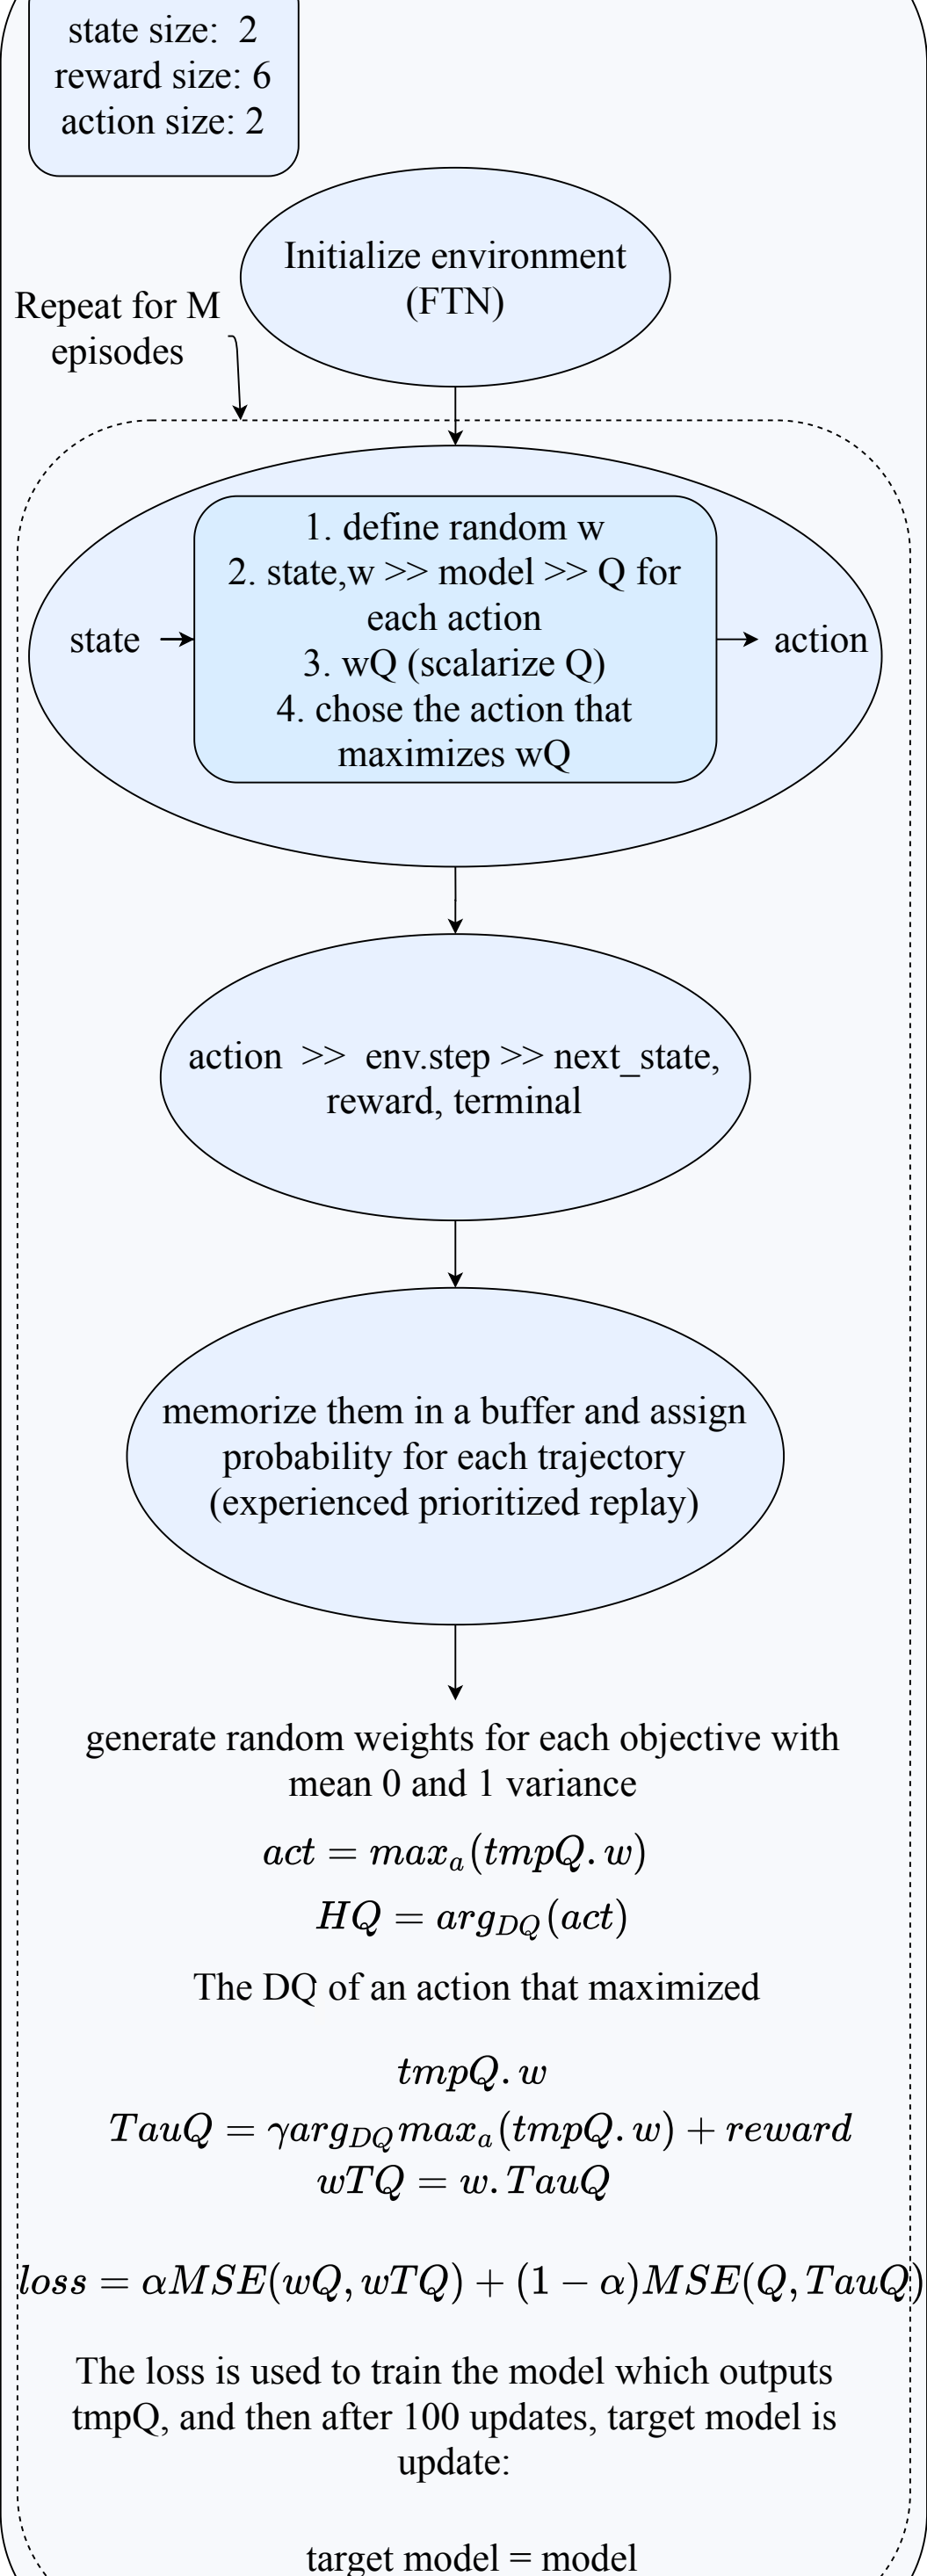 state size:  2
reward size: 6
action size: 2
Initialize environment
(FTN)
Repeat for M
episodes
1. define random w
2. state,w >> model >> Q for
each action
3. wQ (scalarize Q)
4. chose the action that
maximizes wQ
state
action
action  >>  env.step >> next_state,
reward, terminal
memorize them in a buffer and assign
probability for each trajectory
(experienced prioritized replay)
generate random weights for each objective with
mean 0 and 1 variance
act = max_a(tmpQ.w)
HQ = arg_{DQ}(act)
The DQ of an action that maximized
tmpQ.w
TauQ = γarg_{DQ}max_a(tmpQ.w) + reward
wTQ = w.TauQ
loss = αMSE(wQ, wTQ) + (1 − α)MSE(Q, TauQ)
The loss is used to train the model which outputs
tmpQ, and then after 100 updates, target model is
update:
target model = model